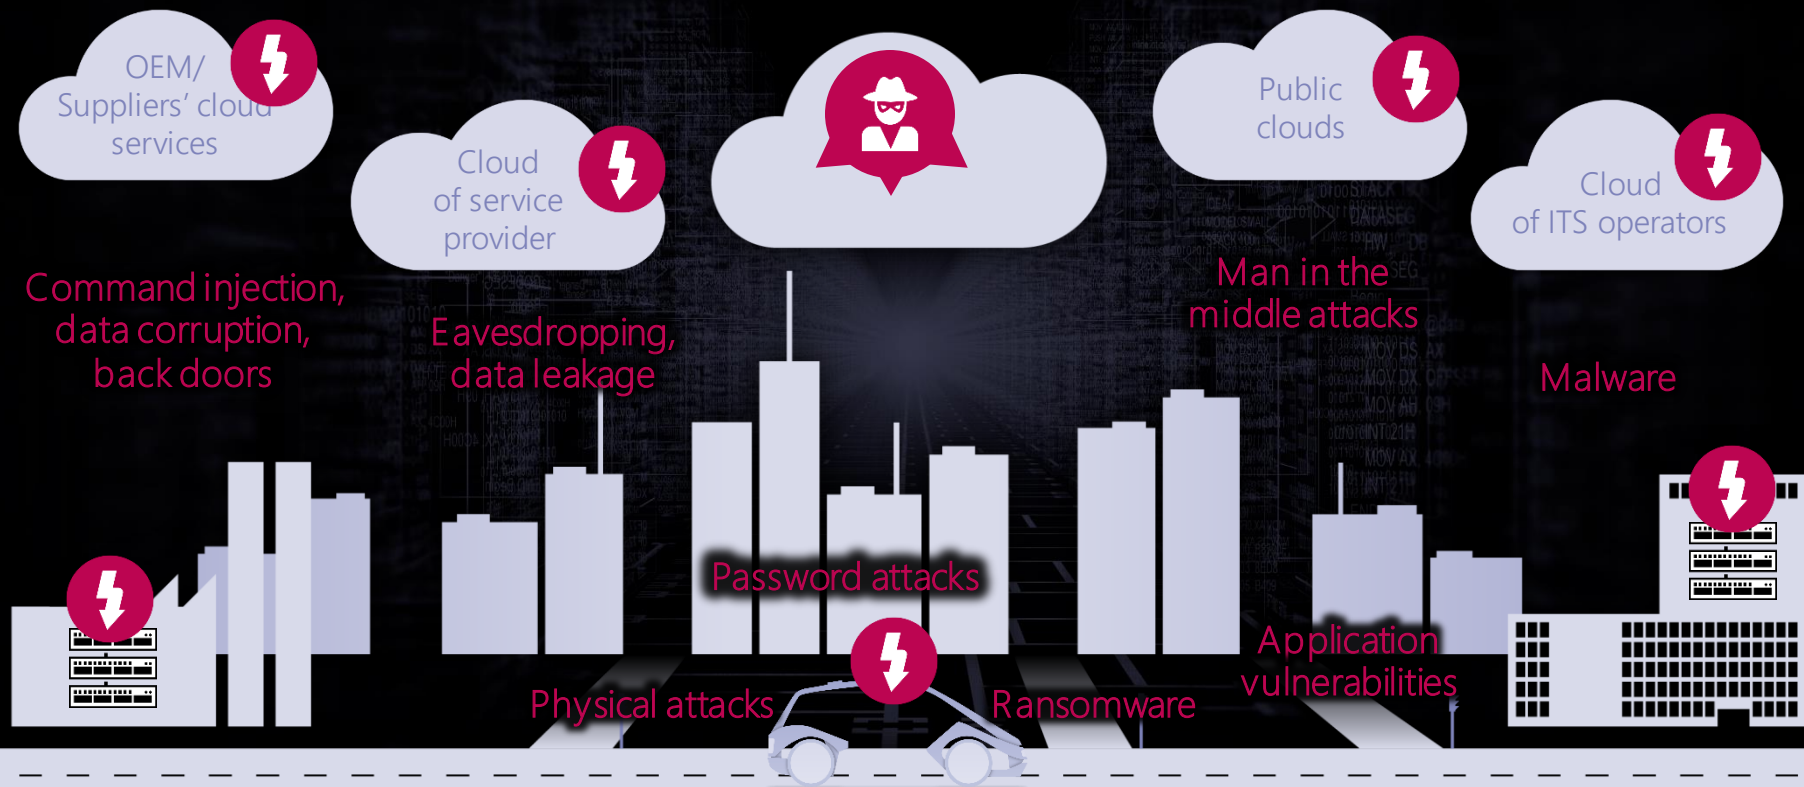 OEM/
Suppliers’ cloud
services
Cloud
of service
provider
Public
clouds
Cloud
of ITS operators
Command injection,
data corruption,
back doors
Eavesdropping,
data leakage
Man in the
middle attacks
Malware
Password attacks
Physical attacks
Ransomware
Application
vulnerabilities